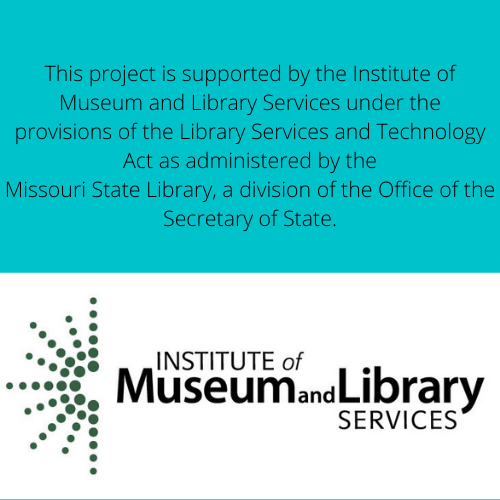 This project is supported by the Institute of
Museum and Library Services under the
provisions of the Library Services and Technology
Act as administered by the
Missouri State Library, a division of the Office of the
Secretary of State.
INSTITUTE of
Museum and Library
SERVICES